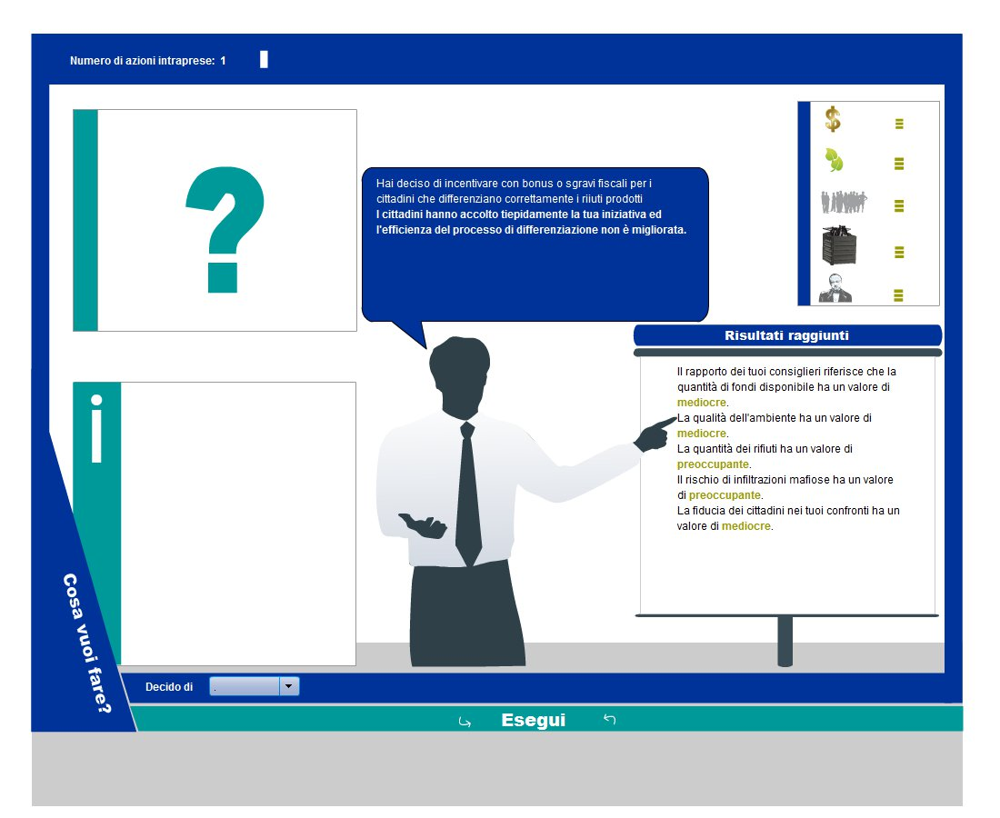 Numero di azioni intraprese: 1
?
$
Hai deciso di incentivare con bonus o sgravi fiscali per i
cittadini che differenziano correttamente i riiuti prodotti
I cittadini hanno accolto tiepidamente la tua iniziativa ed
l'efficienza del processo di differenziazione non è migliorata.
Risultati raggiunti
Il rapporto dei tuoi consiglieri riferisce che la
quantità di fondi disponibile ha un valore di
mediocre.
La qualità dell'ambiente ha un valore di
mediocre.
La quantità dei rifiuti ha un valore di
preoccupante.
Il rischio di infiltrazioni mafiose ha un valore
di preoccupante.
La fiducia dei cittadini nei tuoi confronti ha un
valore di mediocre.
i
Cosa vuoi fare?
Decido di .
Esegui